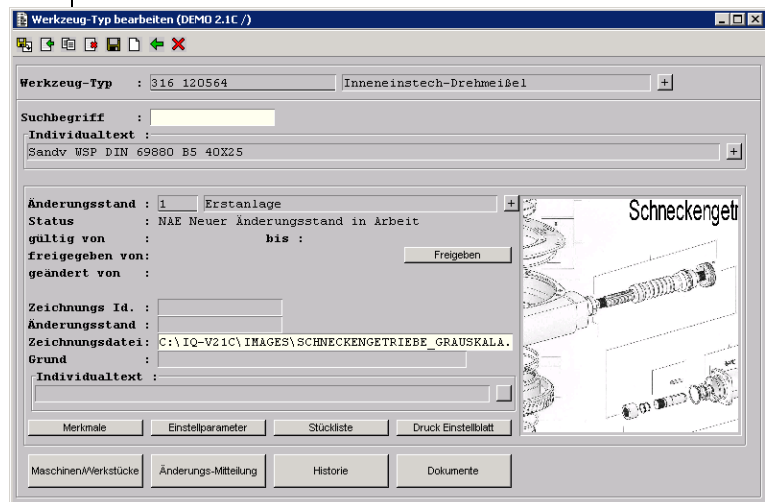 Werkzeug-Typ bearbeiten (DEMO 2.1C /)
Werkzeug-Typ : 316 120564 Inneneinstech-Drehmeißel +
Suchbegriff :
Individualtext :
Sandv WSP DIN 69880 B5 40X25 +
Änderungsstand : 1 Erstanlage +
Status : NAE Neuer Änderungsstand in Arbeit
gültig von : bis :
freigegeben von: Freigeben
geändert von :
Zeichnungs Id. :
Änderungsstand :
Zeichnungsdatei: C:\IQ-V21C\IMAGES\SCHNECKENGETRIEBE_GRAUSKALA.
Grund :
Individualtext :
Schneckengetr
Merkmale Einstellparameter Stückliste Druck Einstellblatt
Maschinen/Werkstücke Änderungs-Mitteilung Historie Dokumente